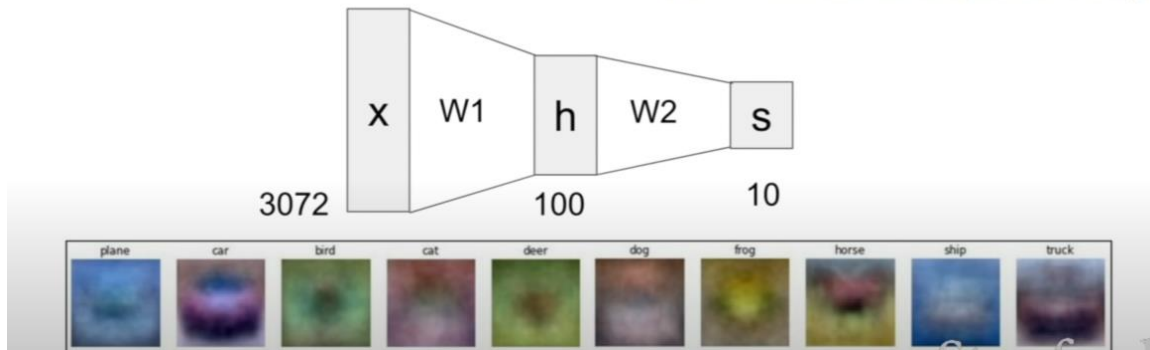 x W1 h W2 s
3072 100 10
plane car bird cat deer dog frog horse ship truck